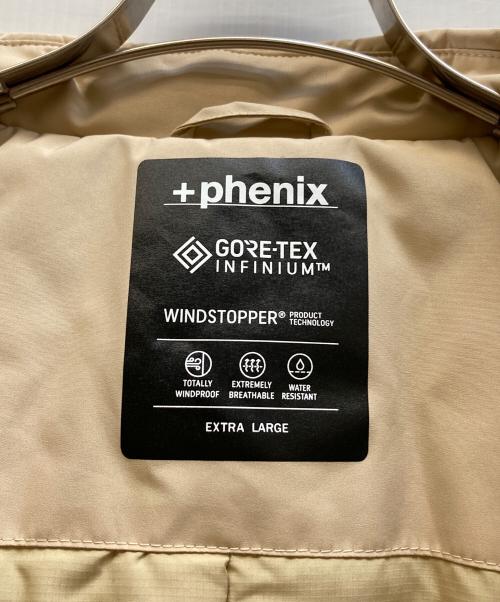 +phenix
GORE-TEX
INFINIUM™
WINDSTOPPER® PRODUCT TECHNOLOGY
TOTALLY WINDPROOF
EXTREMELY BREATHABLE
WATER RESISTANT
EXTRA LARGE